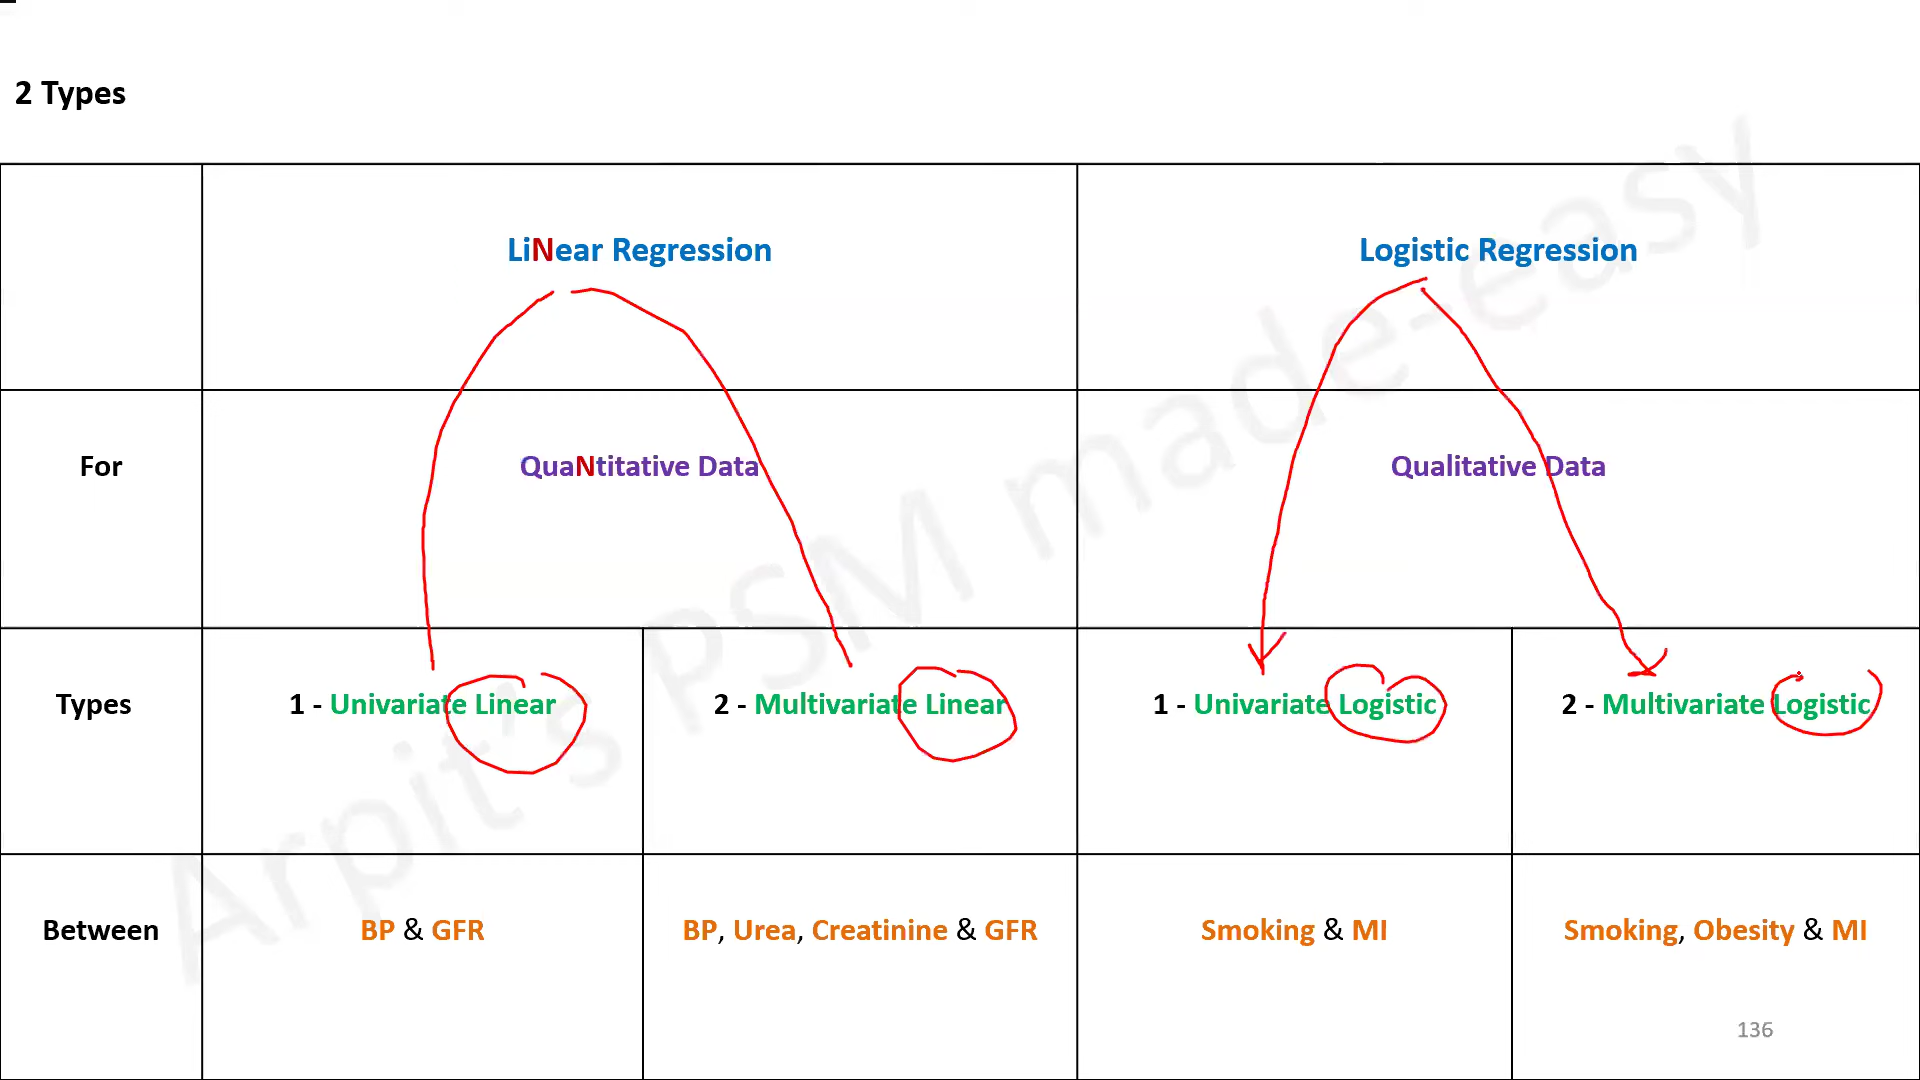 2 Types
LiNear Regression
Logistic Regression
For
QuaNtitative Data
Qualitative Data
Types
1 - Univariate Linear
2 - Multivariate Linear
1 - Univariate Logistic
2 - Multivariate Logistic
Between
BP & GFR
BP, Urea, Creatinine & GFR
Smoking & MI
Smoking, Obesity & MI
Arpit's PSM made-easy
136